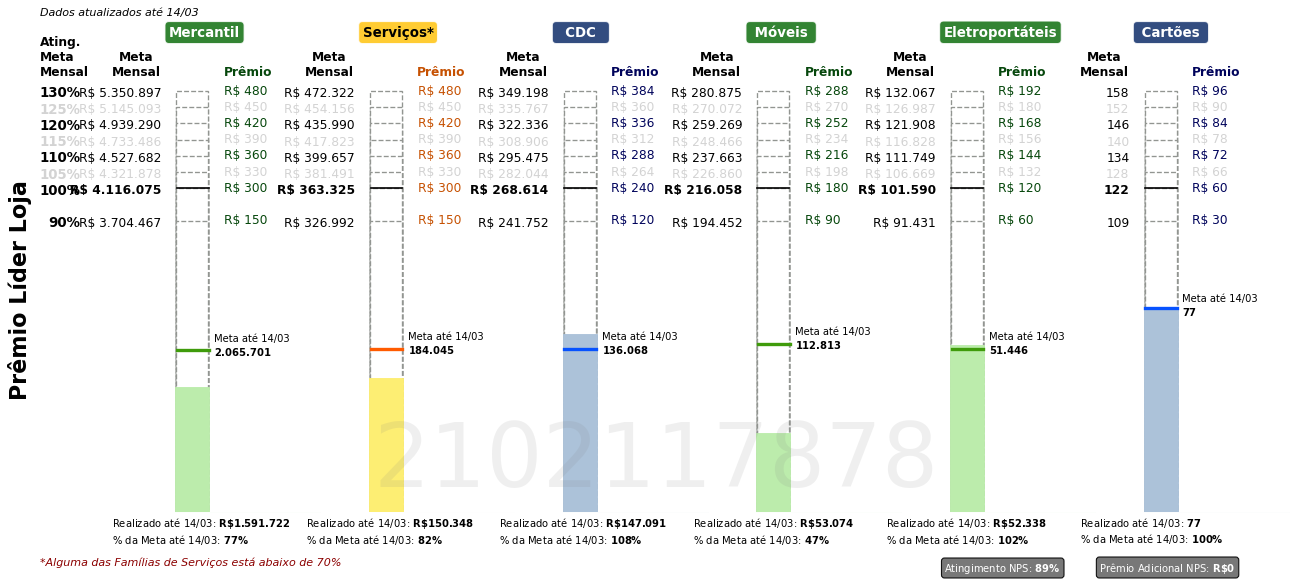 Dados atualizados até 14/03
Mercantil Serviços* CDC Móveis Eletroportáteis Cartões
Ating.
Meta Meta Meta Meta Meta Meta Meta
Mensal Mensal Prêmio Mensal Prêmio Mensal Prêmio Mensal Prêmio Mensal Prêmio Mensal Prêmio
130% R$ 5.350.897 R$ 480 R$ 472.322 R$ 480 R$ 349.198 R$ 384 R$ 280.875 R$ 288 R$ 132.067 R$ 192 158 R$ 96
125% R$ 5.145.093 R$ 450 R$ 454.156 R$ 450 R$ 335.767 R$ 360 R$ 270.072 R$ 270 R$ 126.987 R$ 180 152 R$ 90
120% R$ 4.939.290 R$ 420 R$ 435.990 R$ 420 R$ 322.336 R$ 336 R$ 259.269 R$ 252 R$ 121.908 R$ 168 146 R$ 84
115% R$ 4.733.486 R$ 390 R$ 417.823 R$ 390 R$ 308.906 R$ 312 R$ 248.466 R$ 234 R$ 116.828 R$ 156 140 R$ 78
110% R$ 4.527.682 R$ 360 R$ 399.657 R$ 360 R$ 295.475 R$ 288 R$ 237.663 R$ 216 R$ 111.749 R$ 144 134 R$ 72
105% R$ 4.321.878 R$ 330 R$ 381.491 R$ 330 R$ 282.044 R$ 264 R$ 226.860 R$ 198 R$ 106.669 R$ 132 128 R$ 66
100% R$ 4.116.075 R$ 300 R$ 363.325 R$ 300 R$ 268.614 R$ 240 R$ 216.058 R$ 180 R$ 101.590 R$ 120 122 R$ 60
90% R$ 3.704.467 R$ 150 R$ 326.992 R$ 150 R$ 241.752 R$ 120 R$ 194.452 R$ 90 R$ 91.431 R$ 60 109 R$ 30
Prêmio Líder Loja
Meta até 14/03 Meta até 14/03 Meta até 14/03 Meta até 14/03 Meta até 14/03 Meta até 14/03
2.065.701 184.045 136.068 112.813 51.446 77
2102117878
Realizado até 14/03: R$1.591.722 Realizado até 14/03: R$150.348 Realizado até 14/03: R$147.091 Realizado até 14/03: R$53.074 Realizado até 14/03: R$52.338 Realizado até 14/03: 77
% da Meta até 14/03: 77% % da Meta até 14/03: 82% % da Meta até 14/03: 108% % da Meta até 14/03: 47% % da Meta até 14/03: 102% % da Meta até 14/03: 100%
*Alguma das Famílias de Serviços está abaixo de 70% Atingimento NPS: 89% Prêmio Adicional NPS: R$0